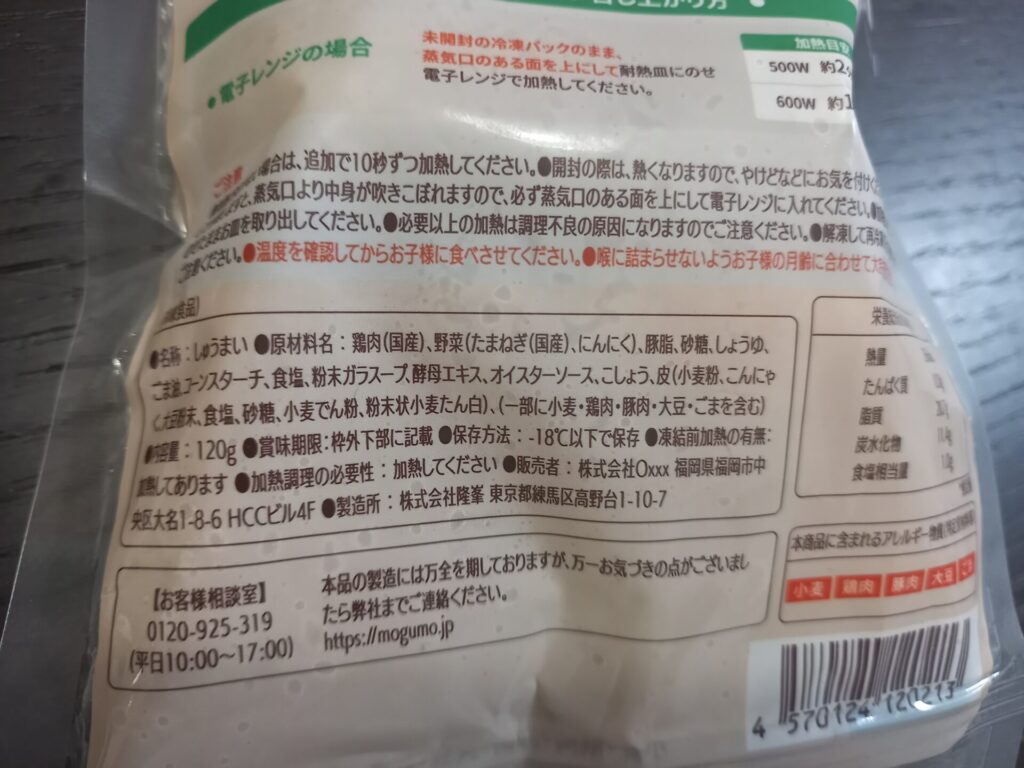 し上がり方
●電子レンジの場合
未開封の冷凍パックのまま、
蒸気口のある面を上にして耐熱皿にのせ
電子レンジで加熱してください。
加熱目安
500W 約2
600W 約1
ご注意
場合は、追加で10秒ずつ加熱してください。●開封の際は、熱くなりますので、やけどなどにお気を付けく
蒸気口より中身が吹きこぼれますので、必ず蒸気口のある面を上にして電子レンジに入れてください。●
お皿を取り出してください。●必要以上の加熱は調理不良の原因になりますのでご注意ください。●解凍して再
ご注意ください。●温度を確認してからお子様に食べさせてください。●喉に詰まらせないようお子様の月齢に合わせて大
食品〕
●名称：しゅうまい ●原材料名：鶏肉(国産)、野菜(たまねぎ(国産)、にんにく)、豚脂、砂糖、しょうゆ、
ごま油、コーンスターチ、食塩、粉末ガラスープ、酵母エキス、オイスターソース、こしょう、皮(小麦粉、こんにゃ
く、大豆粉末、食塩、砂糖、小麦でん粉、粉末状小麦たん白)、(一部に小麦・鶏肉・豚肉・大豆・ごまを含む)
●内容量：120g ●賞味期限：枠外下部に記載 ●保存方法：-18℃以下で保存 ●凍結前加熱の有無：
加熱してあります ●加熱調理の必要性：加熱してください ●販売者：株式会社Oxxx 福岡県福岡市中
央区大名1-8-6 HCCビル4F ●製造所：株式会社隆峯 東京都練馬区高野台1-10-7
栄養成分
熱量
たんぱく質
脂質
炭水化物
食塩相当量
本商品に含まれるアレルギー物質
小麦 鶏肉 豚肉 大豆 ごま
【お客様相談室】
0120-925-319
(平日10:00～17:00)
本品の製造には万全を期しておりますが、万一お気づきの点がございまし
たら弊社までご連絡ください。
https://mogumo.jp
4 570124 120213